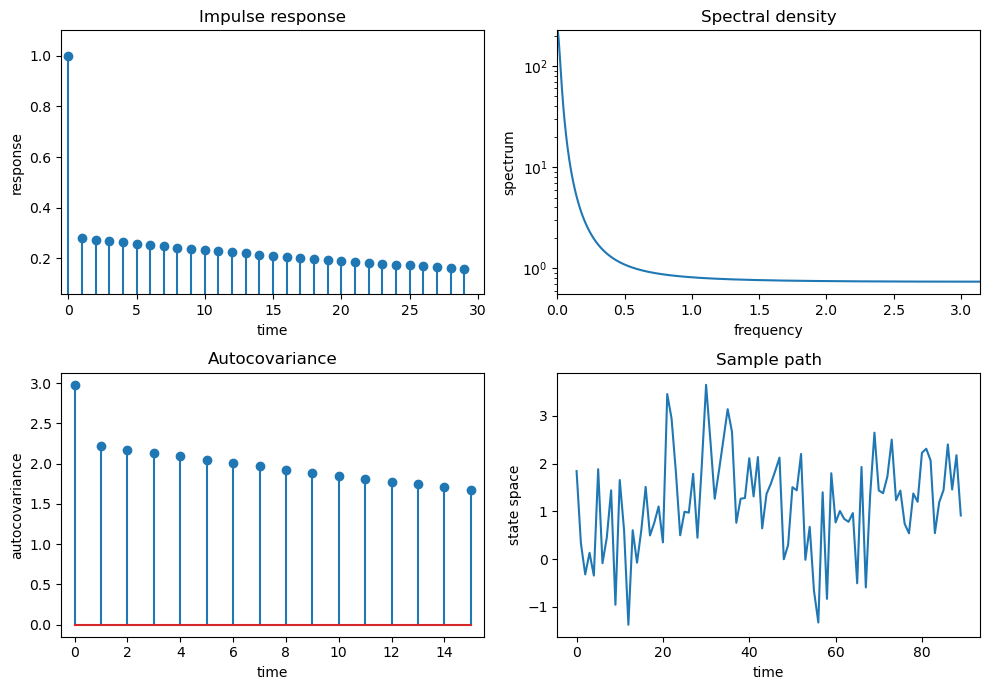 Impulse response
1.0
0.8
0.6
0.4
0.2
response
0 5 10 15 20 25 30
time
Spectral density
10²
10¹
10⁰
spectrum
0.0 0.5 1.0 1.5 2.0 2.5 3.0
frequency
Autocovariance
3.0
2.5
2.0
1.5
1.0
0.5
0.0
autocovariance
0 2 4 6 8 10 12 14
time
Sample path
3
2
1
0
−1
state space
0 20 40 60 80
time